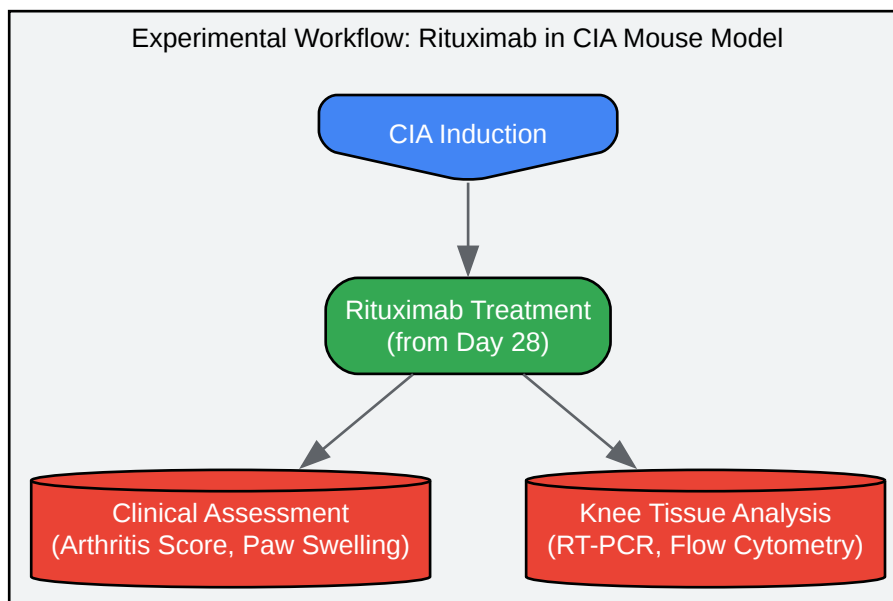 Experimental Workflow: Rituximab in CIA Mouse Model
CIA Induction
Rituximab Treatment
(from Day 28)
Clinical Assessment
(Arthritis Score, Paw Swelling)
Knee Tissue Analysis
(RT-PCR, Flow Cytometry)